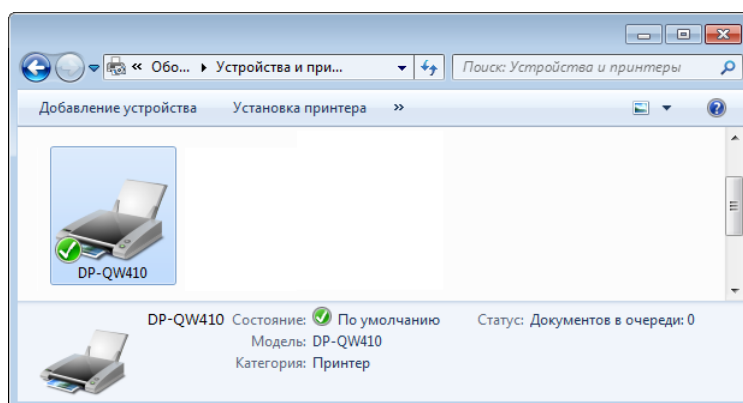 « Обо... Устройства и при... Поиск: Устройства и принтеры
Добавление устройства Установка принтера »
DP-QW410
DP-QW410 Состояние: По умолчанию Статус: Документов в очереди: 0
Модель: DP-QW410
Категория: Принтер